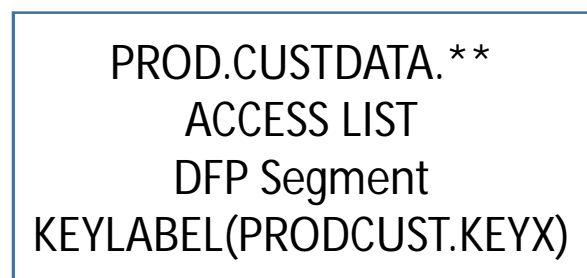 PROD.CUSTDATA.**
ACCESS LIST
DFP Segment
KEYLABEL(PRODCUST.KEYX)